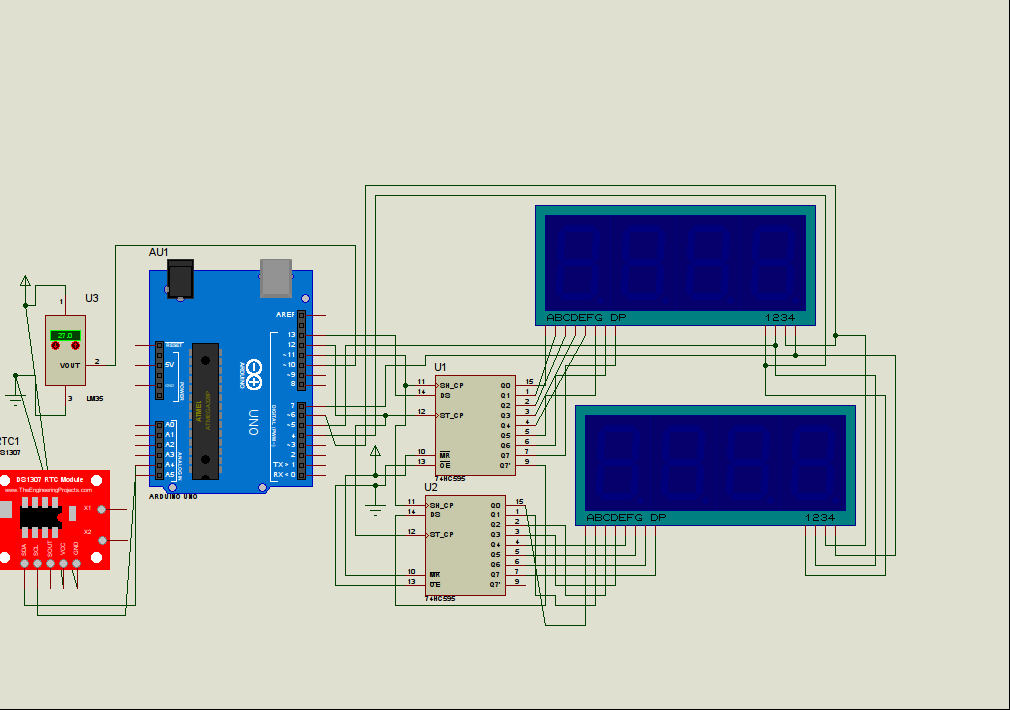 U3
1
27.0
VOUT
2
3
LM35
RTC1
DS1307
DS1307 RTC Module
www.TheEngineeringProjects.com
X1
X2
SDA
SCL
SOUT
VCC
GND
AU1
AREF
13
12
~11
~10
~9
8
7
~6
~5
4
~3
2
TX > 1
RX < 0
RESET
5V
GND
POWER
A0
A1
A2
A3
A4
A5
ANALOG IN
ATMEL
ATMEGA328P
ARDUINO
UNO
DIGITAL (PWM~)
ARDUINO UNO
U1
11 SH_CP Q0 15
14 DS Q1 1
Q2 2
12 ST_CP Q3 3
Q4 4
Q5 5
Q6 6
10 MR Q7 7
13 OE Q7' 9
74HC595
U2
11 SH_CP Q0 15
14 DS Q1 1
Q2 2
12 ST_CP Q3 3
Q4 4
Q5 5
Q6 6
10 MR Q7 7
13 OE Q7' 9
74HC595
ABCDEFG DP 1234
ABCDEFG DP 1234